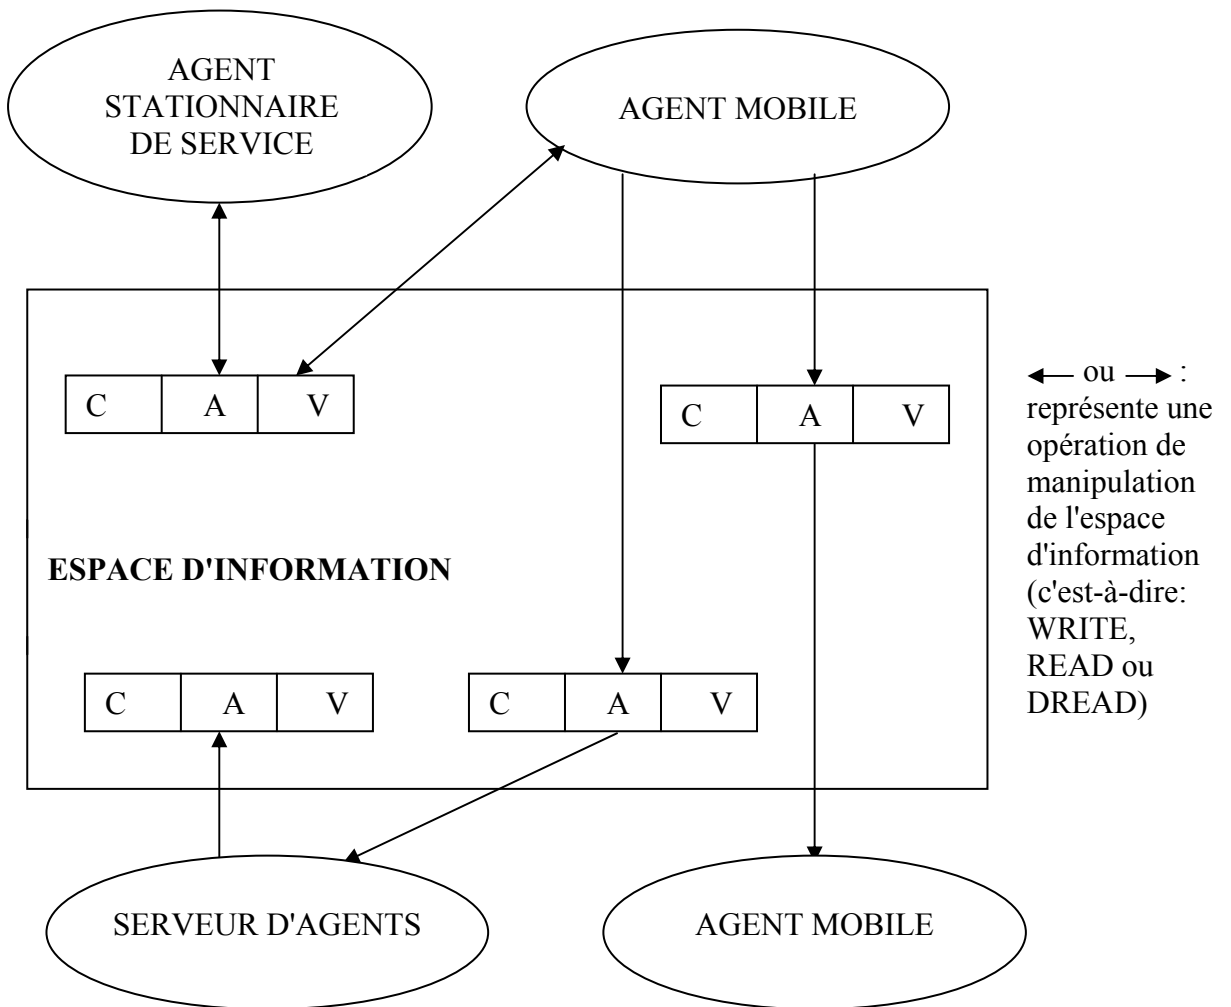 AGENT
STATIONNAIRE
DE SERVICE
AGENT MOBILE
C A V
C A V
ou :
représente une
opération de
manipulation
de l'espace
d'information
(c'est-à-dire:
WRITE,
READ ou
DREAD)
ESPACE D'INFORMATION
C A V
C A V
SERVEUR D'AGENTS
AGENT MOBILE